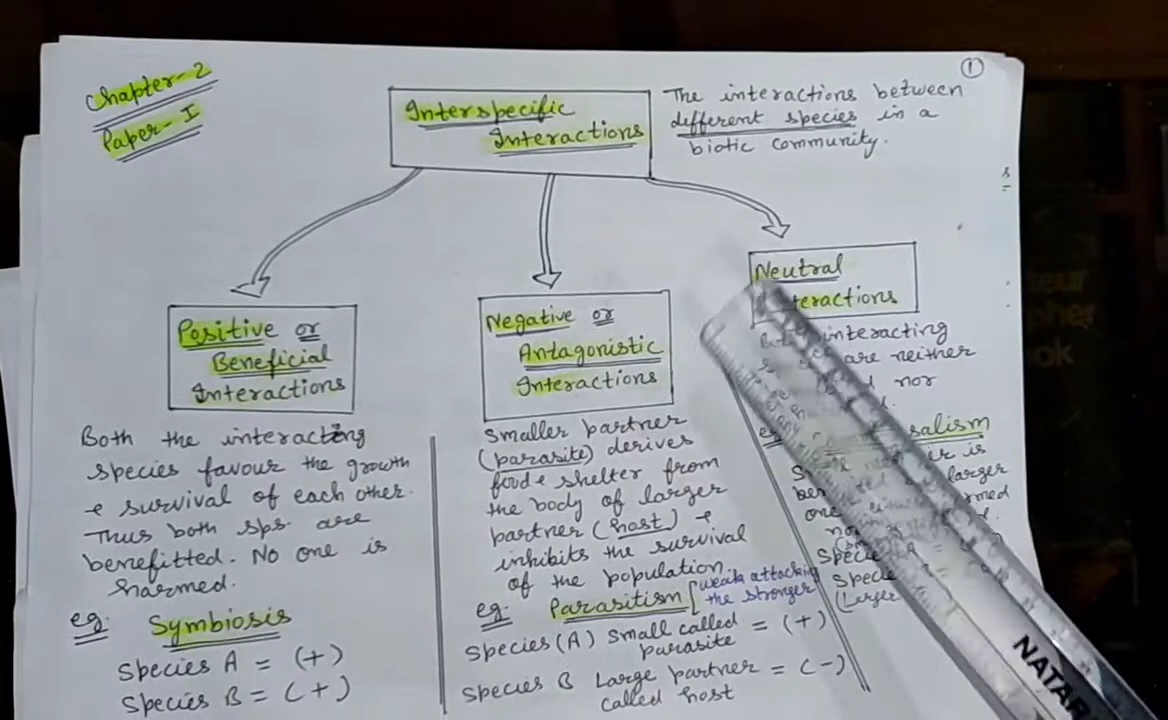 Chapter-2
Paper-I
1
Interspecific
Interactions
The interactions between
different species in a
biotic community.
Positive or
Beneficial
Interactions
Both the interacting
species favour the growth
& survival of each other.
Thus both sps. are
benefitted. No one is
harmed.
eg: Symbiosis
Species A = (+)
Species B = (+)
Negative or
Antagonistic
Interactions
Smaller partner
(parasite) derives
food & shelter from
the body of larger
partner (host) &
inhibits the survival
of the population.
eg: Parasitism [weak attacking
the stronger
Species (A) Small called = (+)
parasite
Species B Large partner = (-)
called host
Neutral
interacting
are neither
nor
is
larger
one
Species
(Larger
NATAR